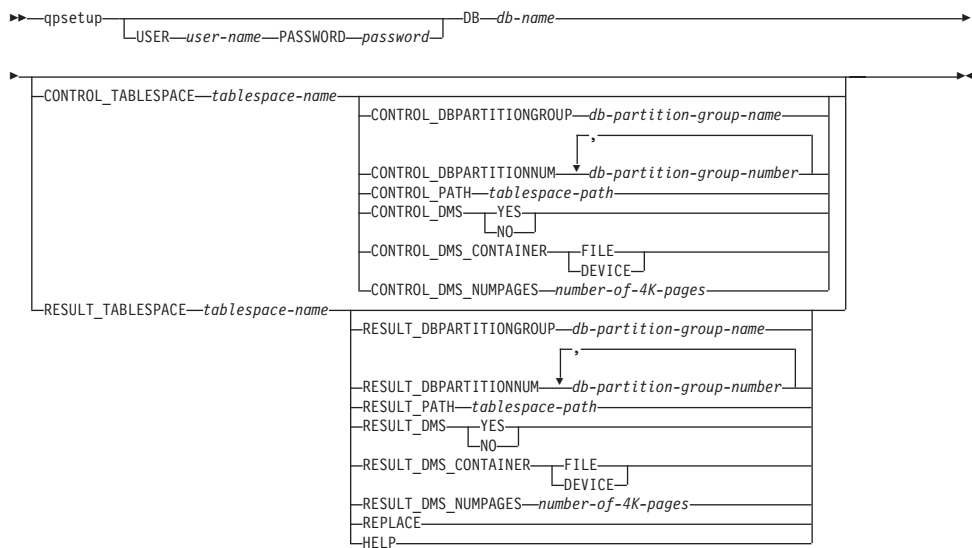 qpsetup USER user-name PASSWORD password DB db-name
CONTROL_TABLESPACE tablespace-name
CONTROL_DBPARTITIONGROUP db-partition-group-name
,
CONTROL_DBPARTITIONNUM db-partition-group-number
CONTROL_PATH tablespace-path
CONTROL_DMS YES
NO
CONTROL_DMS_CONTAINER FILE
DEVICE
CONTROL_DMS_NUMPAGES number-of-4K-pages
RESULT_TABLESPACE tablespace-name
RESULT_DBPARTITIONGROUP db-partition-group-name
,
RESULT_DBPARTITIONNUM db-partition-group-number
RESULT_PATH tablespace-path
RESULT_DMS YES
NO
RESULT_DMS_CONTAINER FILE
DEVICE
RESULT_DMS_NUMPAGES number-of-4K-pages
REPLACE
HELP